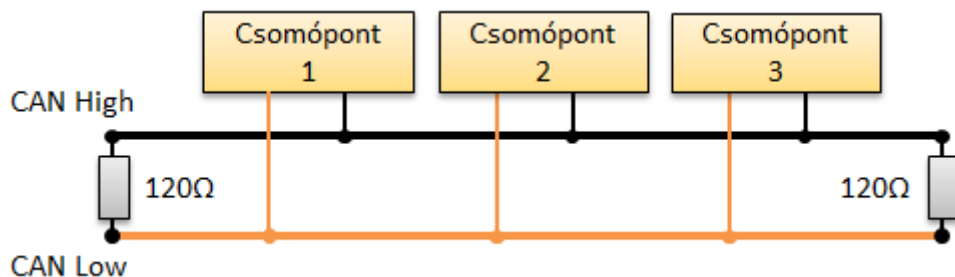 Csomópont
1
Csomópont
2
Csomópont
3
CAN High
120Ω
120Ω
CAN Low